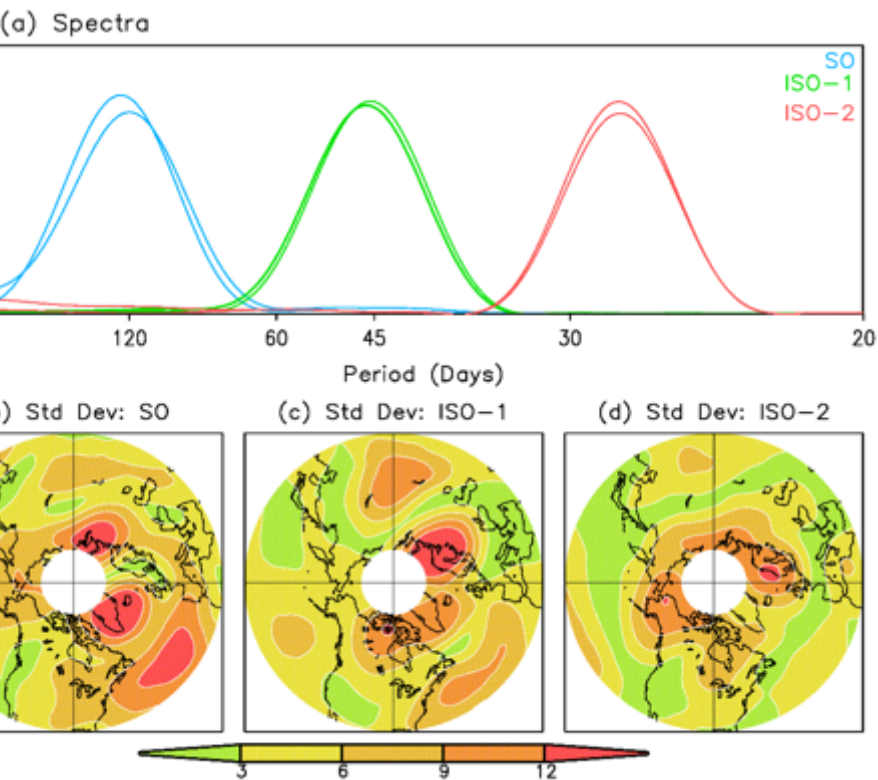 (a) Spectra
SO
ISO-1
ISO-2
120 60 45 30 20
Period (Days)
) Std Dev: SO
(c) Std Dev: ISO-1
(d) Std Dev: ISO-2
3 6 9 12